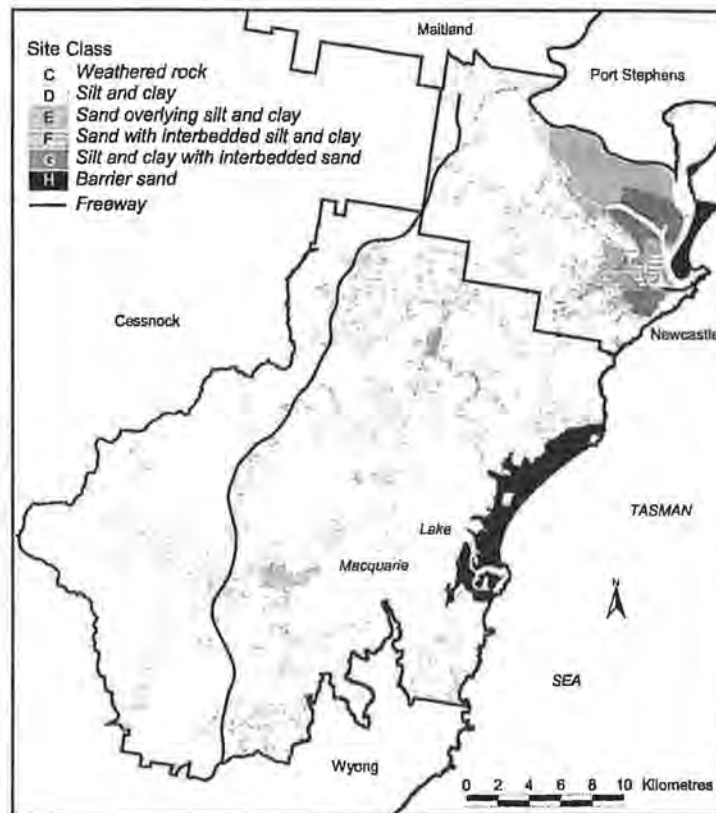 Maitland
Site Class
C Weathered rock
D Silt and clay
E Sand overlying silt and clay
F Sand with interbedded silt and clay
G Silt and clay with interbedded sand
H Barrier sand
Freeway
Port Stephens
Cessnock
Newcastle
TASMAN
Lake
Macquarie
N
SEA
Wyong
0 2 4 6 8 10 Kilometres